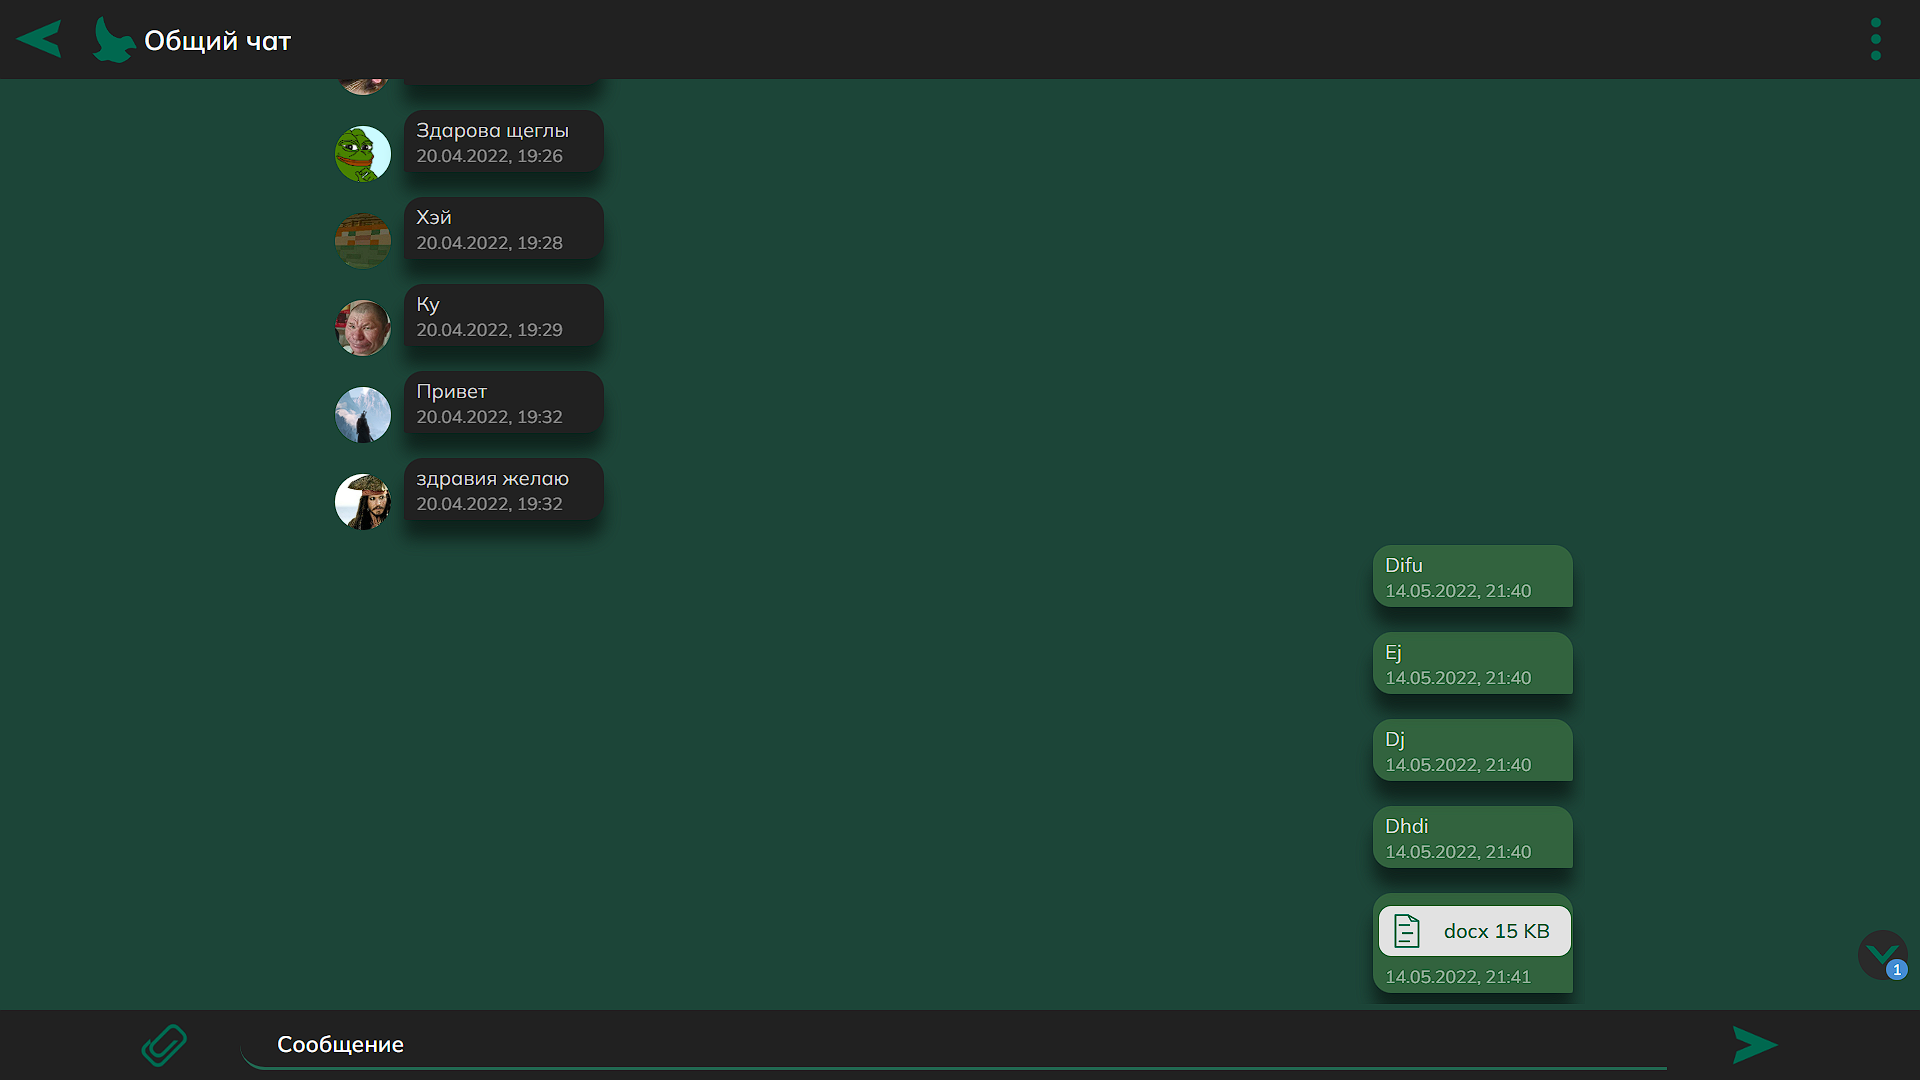 Общий чат
Здарова щеглы
20.04.2022, 19:26
Хэй
20.04.2022, 19:28
Ку
20.04.2022, 19:29
Привет
20.04.2022, 19:32
здравия желаю
20.04.2022, 19:32
Difu
14.05.2022, 21:40
Ej
14.05.2022, 21:40
Dj
14.05.2022, 21:40
Dhdi
14.05.2022, 21:40
docx 15 KB
14.05.2022, 21:41
1
Сообщение